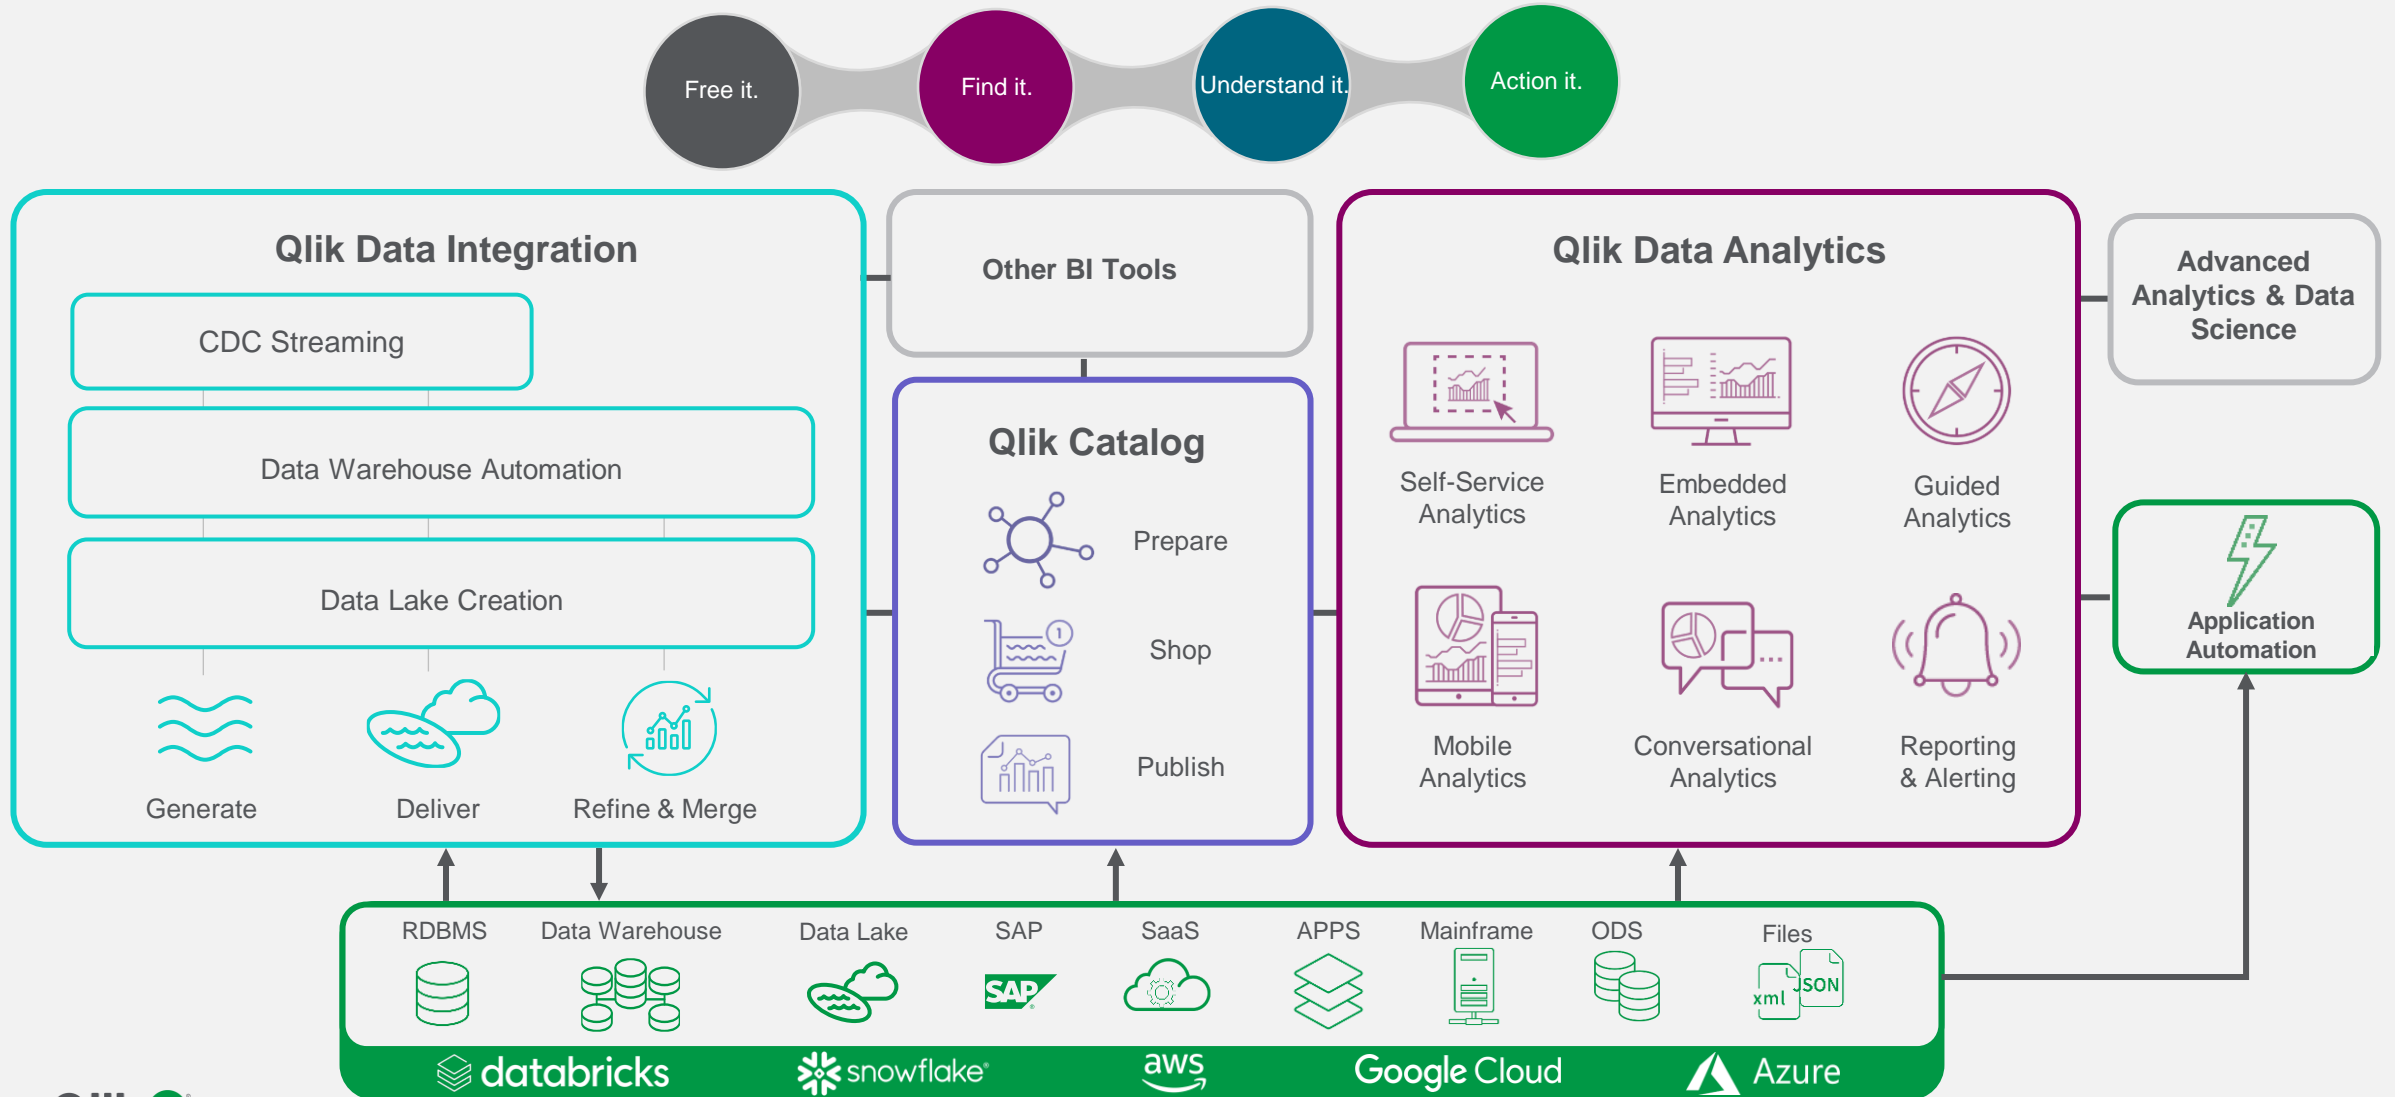 Free it.
Find it.
Understand it.
Action it.
Qlik Data Integration
CDC Streaming
Data Warehouse Automation
Data Lake Creation
Generate
Deliver
Refine & Merge
Other BI Tools
Qlik Catalog
Prepare
1
Shop
Publish
Qlik Data Analytics
Self-Service
Analytics
Embedded
Analytics
Guided
Analytics
Mobile
Analytics
Conversational
Analytics
Reporting
& Alerting
Advanced
Analytics & Data
Science
Application
Automation
RDBMS
Data Warehouse
Data Lake
SAP
SAP
SaaS
APPS
Mainframe
ODS
Files
xml
JSON
databricks
snowflake®
aws
Google Cloud
Azure